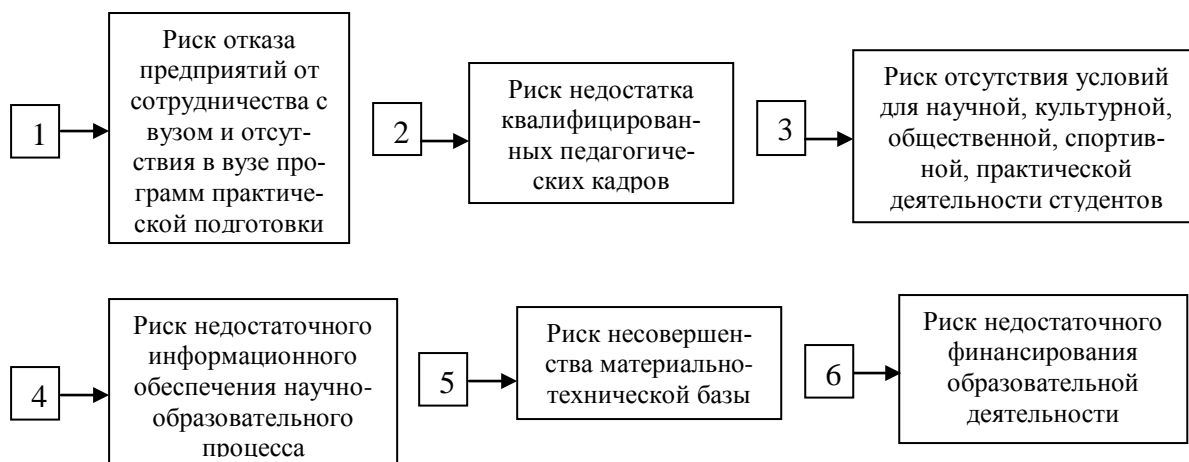 1
Риск отказа
предприятий от
сотрудничества с
вузом и отсут-
ствия в вузе про-
грамм практиче-
ской подготовки
2
Риск недостатка
квалифицирован-
ных педагогиче-
ских кадров
3
Риск отсутствия условий
для научной, культурной,
общественной, спортив-
ной, практической
деятельности студентов
4
Риск недостаточного
информационного
обеспечения научно-
образовательного
процесса
5
Риск несовершен-
ства материально-
технической базы
6
Риск недостаточного
финансирования
образовательной
деятельности